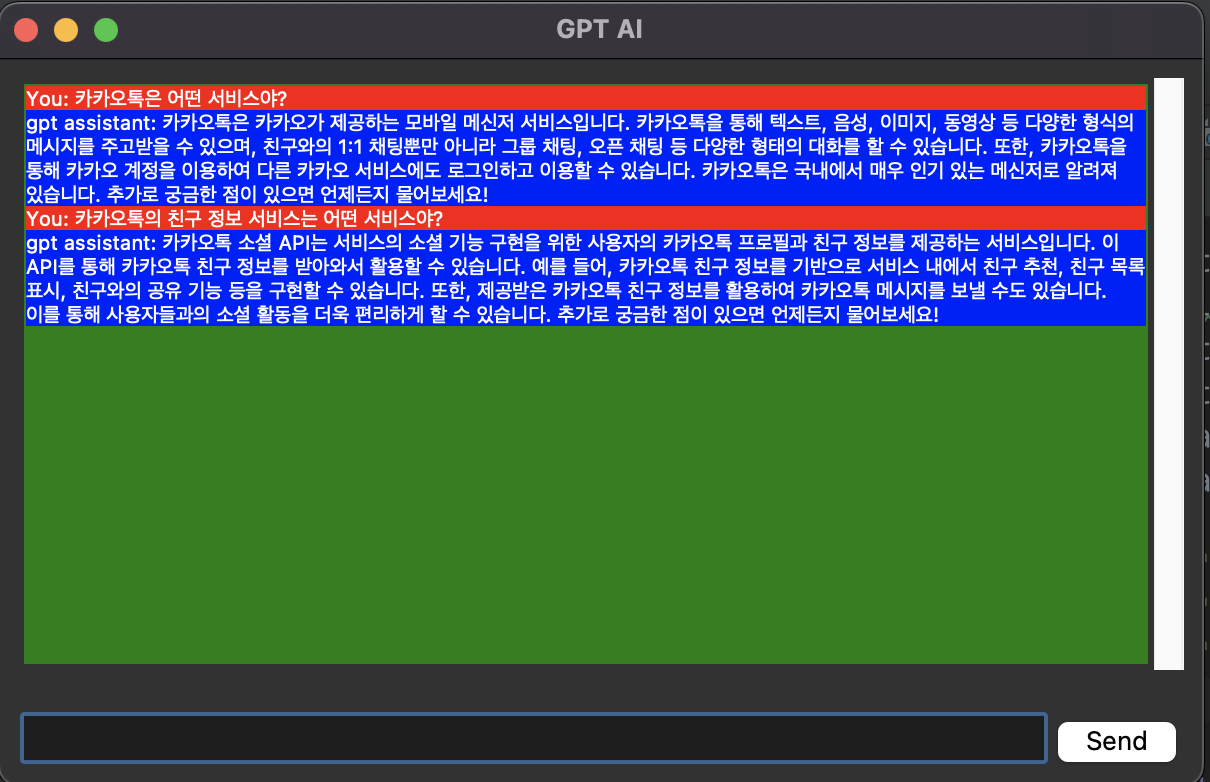 GPT AI
You: 카카오톡은 어떤 서비스야?
gpt assistant: 카카오톡은 카카오가 제공하는 모바일 메신저 서비스입니다. 카카오톡을 통해 텍스트, 음성, 이미지, 동영상 등 다양한 형식의
메시지를 주고받을 수 있으며, 친구와의 1:1 채팅뿐만 아니라 그룹 채팅, 오픈 채팅 등 다양한 형태의 대화를 할 수 있습니다. 또한, 카카오톡을
통해 카카오 계정을 이용하여 다른 카카오 서비스에도 로그인하고 이용할 수 있습니다. 카카오톡은 국내에서 매우 인기 있는 메신저로 알려져
있습니다. 추가로 궁금한 점이 있으면 언제든지 물어보세요!
You: 카카오톡의 친구 정보 서비스는 어떤 서비스야?
gpt assistant: 카카오톡 소셜 API는 서비스의 소셜 기능 구현을 위한 사용자의 카카오톡 프로필과 친구 정보를 제공하는 서비스입니다. 이
API를 통해 카카오톡 친구 정보를 받아와서 활용할 수 있습니다. 예를 들어, 카카오톡 친구 정보를 기반으로 서비스 내에서 친구 추천, 친구 목록
표시, 친구와의 공유 기능 등을 구현할 수 있습니다. 또한, 제공받은 카카오톡 친구 정보를 활용하여 카카오톡 메시지를 보낼 수도 있습니다.
이를 통해 사용자들과의 소셜 활동을 더욱 편리하게 할 수 있습니다. 추가로 궁금한 점이 있으면 언제든지 물어보세요!
Send